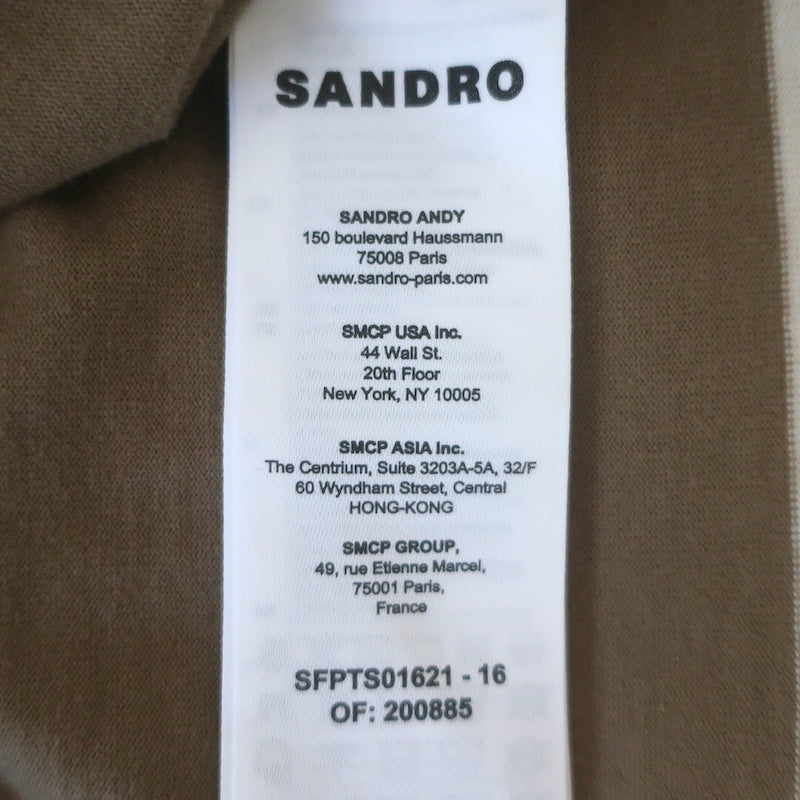 SANDRO
SANDRO ANDY
150 boulevard Haussmann
75008 Paris
www.sandro-paris.com
SMCP USA Inc.
44 Wall St.
20th Floor
New York, NY 10005
SMCP ASIA Inc.
The Centrium, Suite 3203A-5A, 32/F
60 Wyndham Street, Central
HONG-KONG
SMCP GROUP,
49, rue Etienne Marcel,
75001 Paris,
France
SFPTS01621 - 16
OF: 200885